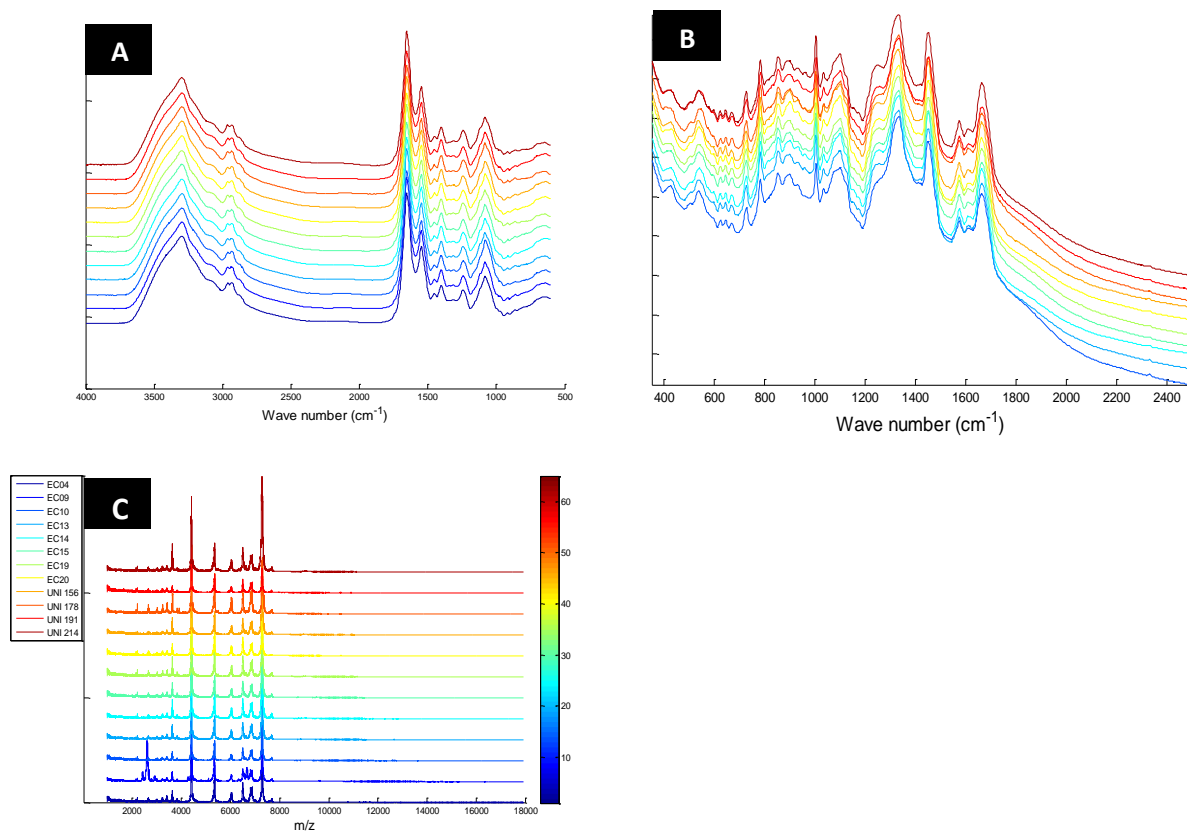 A
4000 3500 3000 2500 2000 1500 1000 500
Wave number (cm-1)
B
400 600 800 1000 1200 1400 1600 1800 2000 2200 2400
Wave number (cm-1)
EC04
EC09
EC10
EC13
EC14
EC15
EC19
EC20
UNI 156
UNI 178
UNI 191
UNI 214
C
2000 4000 6000 8000 10000 12000 14000 16000 18000
m/z
60
50
40
30
20
10